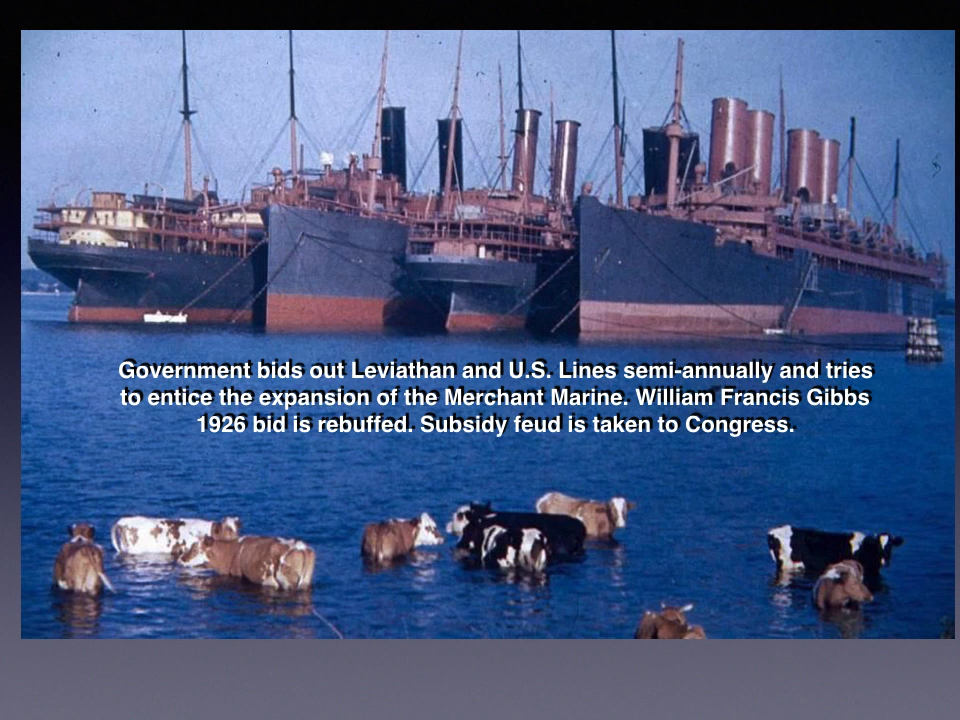 Government bids out Leviathan and U.S. Lines semi-annually and tries
to entice the expansion of the Merchant Marine. William Francis Gibbs
1926 bid is rebuffed. Subsidy feud is taken to Congress.